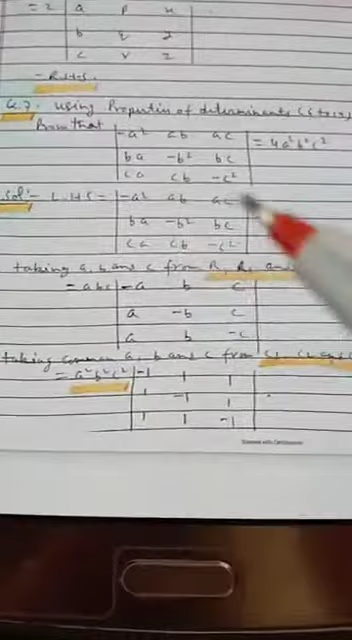 = 2 | a p x |
b q y
c r z
- R.H.S.
Q.7. Using Properties of determinants
Prove that | -a² ab ac | = 4a²b²c²
ba -b² bc
ca cb -c²
Sol:- L.H.S = | -a² ab ac
ba -b² bc
ca cb -c²
taking a, b and c from R₁ R₂ and
= abc | -a b c
a -b c
a b -c
taking common a, b and c from C₁, C₂ and C
= a²b²c² | -1 1 1
1 -1 1
1 1 -1